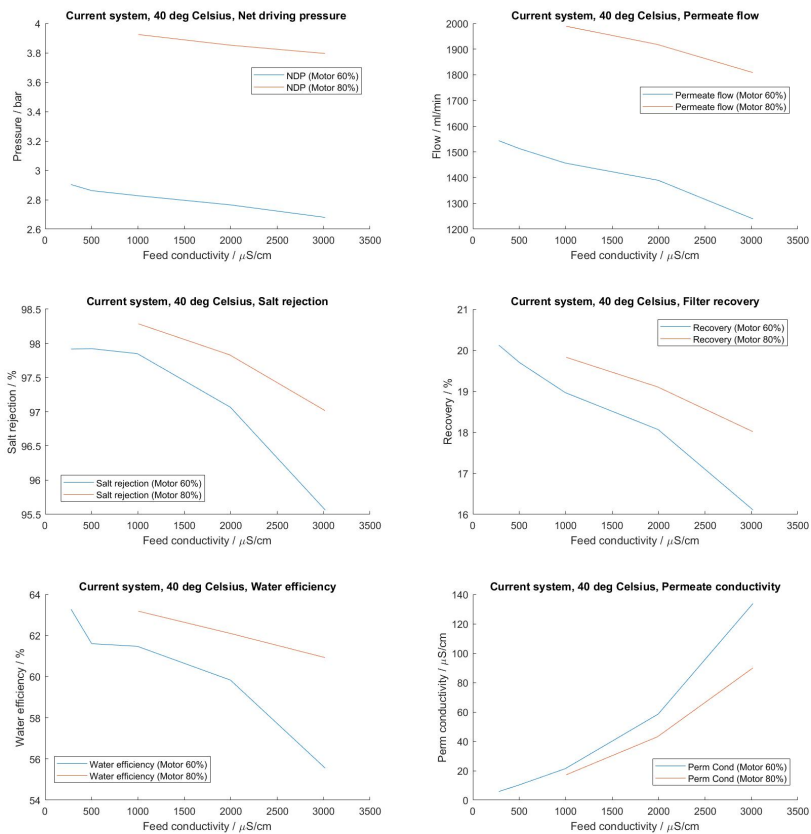 Current system, 40 deg Celsius, Net driving pressure
4
3.8
3.6
3.4
3.2
3
2.8
2.6
Pressure / bar
NDP (Motor 60%)
NDP (Motor 80%)
0 500 1000 1500 2000 2500 3000 3500
Feed conductivity / μS/cm
Current system, 40 deg Celsius, Permeate flow
2000
1900
1800
1700
1600
1500
1400
1300
1200
Flow / ml/min
Permeate flow (Motor 60%)
Permeate flow (Motor 80%)
0 500 1000 1500 2000 2500 3000 3500
Feed conductivity / μS/cm
Current system, 40 deg Celsius, Salt rejection
98.5
98
97.5
97
96.5
96
95.5
Salt rejection / %
Salt rejection (Motor 60%)
Salt rejection (Motor 80%)
0 500 1000 1500 2000 2500 3000 3500
Feed conductivity / μS/cm
Current system, 40 deg Celsius, Filter recovery
21
20
19
18
17
16
Recovery / %
Recovery (Motor 60%)
Recovery (Motor 80%)
0 500 1000 1500 2000 2500 3000 3500
Feed conductivity / μS/cm
Current system, 40 deg Celsius, Water efficiency
64
62
60
58
56
54
Water efficiency / %
Water efficiency (Motor 60%)
Water efficiency (Motor 80%)
0 500 1000 1500 2000 2500 3000 3500
Feed conductivity / μS/cm
Current system, 40 deg Celsius, Permeate conductivity
140
120
100
80
60
40
20
0
Perm conductivity / μS/cm
Perm Cond (Motor 60%)
Perm Cond (Motor 80%)
0 500 1000 1500 2000 2500 3000 3500
Feed conductivity / μS/cm